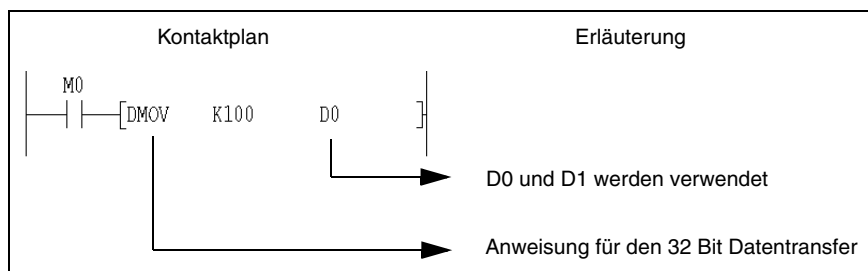 Kontaktplan Erläuterung
M0
[DMOV K100 D0 ]
D0 und D1 werden verwendet
Anweisung für den 32 Bit Datentransfer